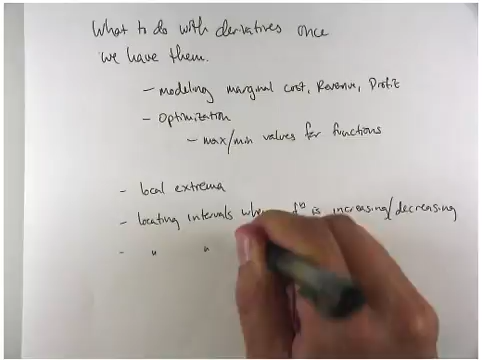 What to do with derivatives once
we have them.
- modeling marginal cost, Revenue, Profit
- Optimization
- max/min values for functions
- local extrema
- locating intervals where fⁿ is increasing/decreasing
- " "